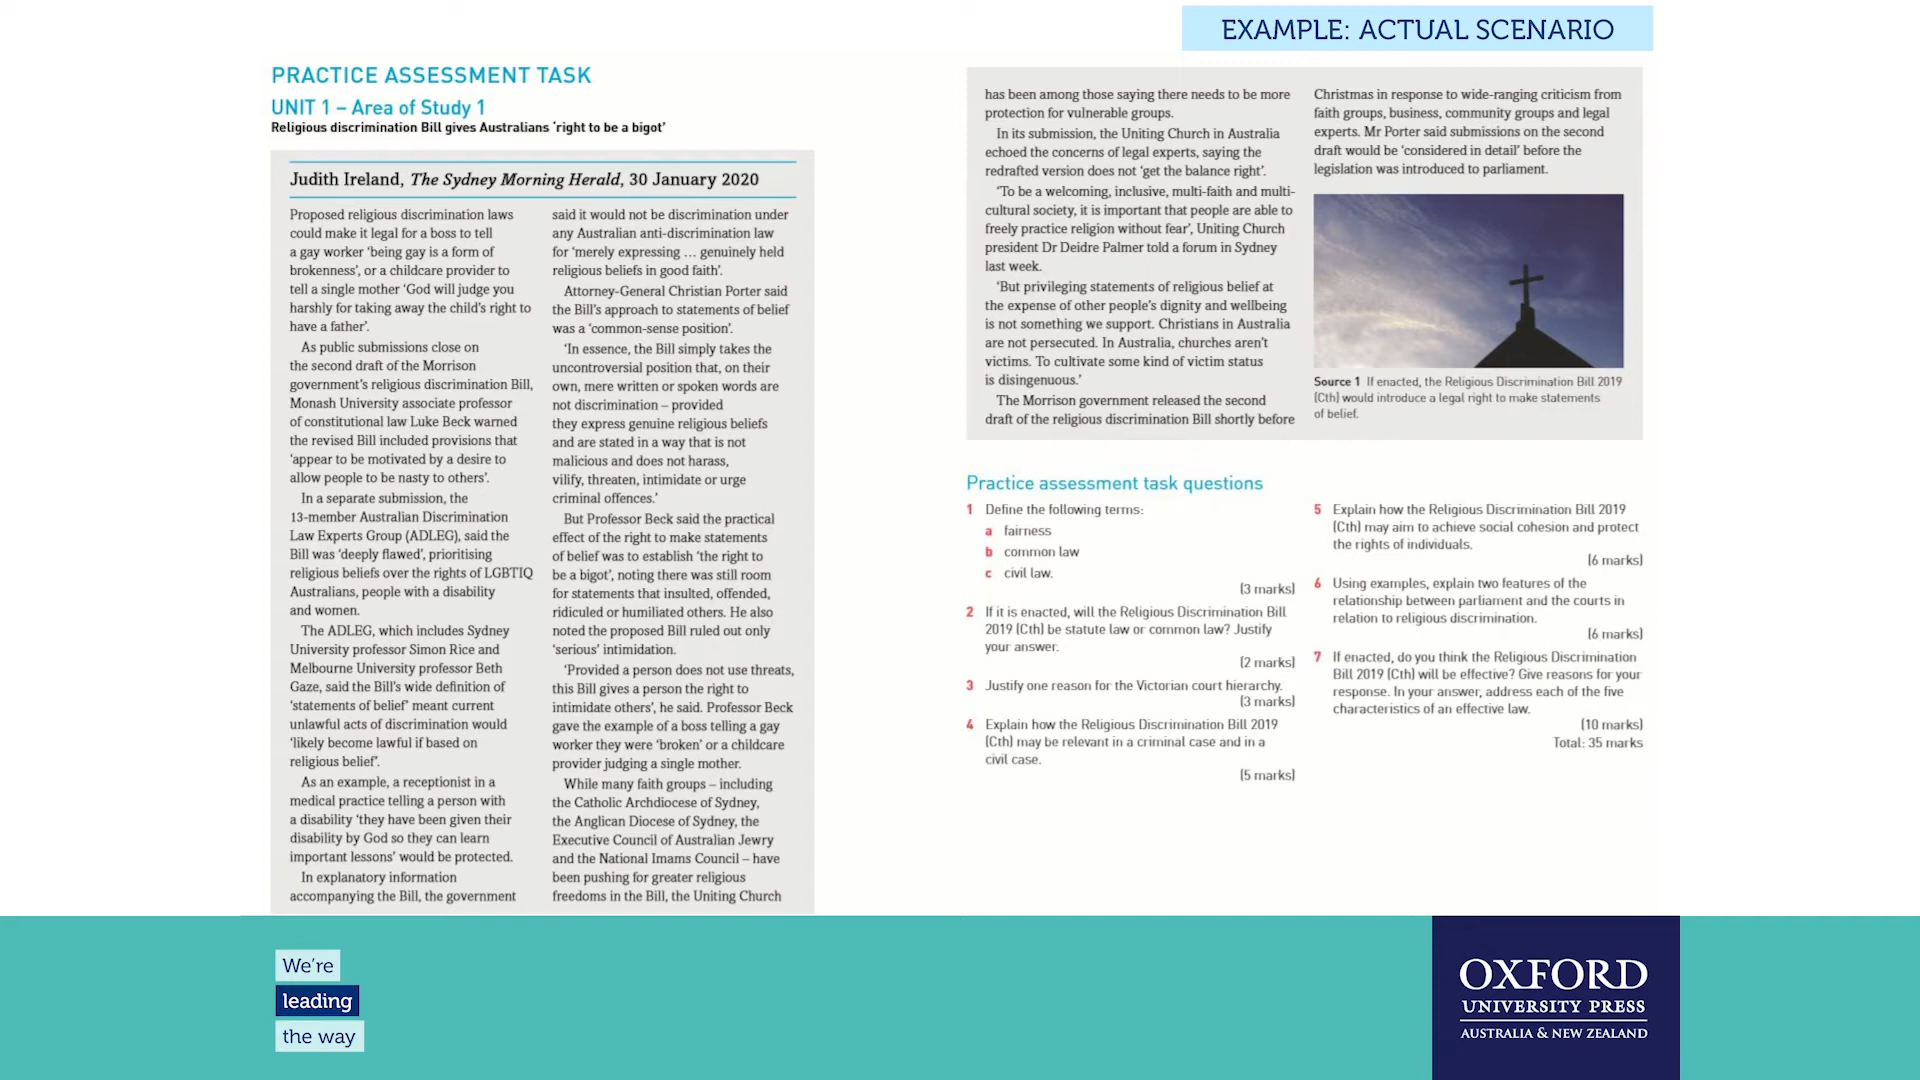 EXAMPLE: ACTUAL SCENARIO
PRACTICE ASSESSMENT TASK
UNIT 1 – Area of Study 1
Religious discrimination Bill gives Australians ‘right to be a bigot’
Judith Ireland, The Sydney Morning Herald, 30 January 2020
Proposed religious discrimination laws
could make it legal for a boss to tell
a gay worker ‘being gay is a form of
brokenness’, or a childcare provider to
tell a single mother ‘God will judge you
harshly for taking away the child’s right to
have a father’.
As public submissions close on
the second draft of the Morrison
government’s religious discrimination Bill,
Monash University associate professor
of constitutional law Luke Beck warned
the revised Bill included provisions that
‘appear to be motivated by a desire to
allow people to be nasty to others’.
In a separate submission, the
13-member Australian Discrimination
Law Experts Group (ADLEG), said the
Bill was ‘deeply flawed’, prioritising
religious beliefs over the rights of LGBTIQ
Australians, people with a disability
and women.
The ADLEG, which includes Sydney
University professor Simon Rice and
Melbourne University professor Beth
Gaze, said the Bill’s wide definition of
‘statements of belief’ meant current
unlawful acts of discrimination would
‘likely become lawful if based on
religious belief’.
As an example, a receptionist in a
medical practice telling a person with
a disability ‘they have been given their
disability by God so they can learn
important lessons’ would be protected.
In explanatory information
accompanying the Bill, the government
said it would not be discrimination under
any Australian anti-discrimination law
for ‘merely expressing … genuinely held
religious beliefs in good faith’.
Attorney-General Christian Porter said
the Bill’s approach to statements of belief
was a ‘common-sense position’.
‘In essence, the Bill simply takes the
uncontroversial position that, on their
own, mere written or spoken words are
not discrimination – provided
they express genuine religious beliefs
and are stated in a way that is not
malicious and does not harass,
vilify, threaten, intimidate or urge
criminal offences.’
But Professor Beck said the practical
effect of the right to make statements
of belief was to establish ‘the right to
be a bigot’, noting there was still room
for statements that insulted, offended,
ridiculed or humiliated others. He also
noted the proposed Bill ruled out only
‘serious’ intimidation.
‘Provided a person does not use threats,
this Bill gives a person the right to
intimidate others’, he said. Professor Beck
gave the example of a boss telling a gay
worker they were ‘broken’ or a childcare
provider judging a single mother.
While many faith groups – including
the Catholic Archdiocese of Sydney,
the Anglican Diocese of Sydney, the
Executive Council of Australian Jewry
and the National Imams Council – have
been pushing for greater religious
freedoms in the Bill, the Uniting Church
has been among those saying there needs to be more
protection for vulnerable groups.
In its submission, the Uniting Church in Australia
echoed the concerns of legal experts, saying the
redrafted version does not ‘get the balance right’.
‘To be a welcoming, inclusive, multi-faith and multi-
cultural society, it is important that people are able to
freely practice religion without fear’, Uniting Church
president Dr Deidre Palmer told a forum in Sydney
last week.
‘But privileging statements of religious belief at
the expense of other people’s dignity and wellbeing
is not something we support. Christians in Australia
are not persecuted. In Australia, churches aren’t
victims. To cultivate some kind of victim status
is disingenuous.’
The Morrison government released the second
draft of the religious discrimination Bill shortly before
Christmas in response to wide-ranging criticism from
faith groups, business, community groups and legal
experts. Mr Porter said submissions on the second
draft would be ‘considered in detail’ before the
legislation was introduced to parliament.
Source 1 If enacted, the Religious Discrimination Bill 2019
(Cth) would introduce a legal right to make statements
of belief.
Practice assessment task questions
1 Define the following terms:
a fairness
b common law
c civil law.
(3 marks)
2 If it is enacted, will the Religious Discrimination Bill
2019 (Cth) be statute law or common law? Justify
your answer.
(2 marks)
3 Justify one reason for the Victorian court hierarchy.
(3 marks)
4 Explain how the Religious Discrimination Bill 2019
(Cth) may be relevant in a criminal case and in a
civil case.
(5 marks)
5 Explain how the Religious Discrimination Bill 2019
(Cth) may aim to achieve social cohesion and protect
the rights of individuals.
(6 marks)
6 Using examples, explain two features of the
relationship between parliament and the courts in
relation to religious discrimination.
(6 marks)
7 If enacted, do you think the Religious Discrimination
Bill 2019 (Cth) will be effective? Give reasons for your
response. In your answer, address each of the five
characteristics of an effective law.
(10 marks)
Total: 35 marks
We’re
leading
the way
OXFORD
UNIVERSITY PRESS
AUSTRALIA & NEW ZEALAND